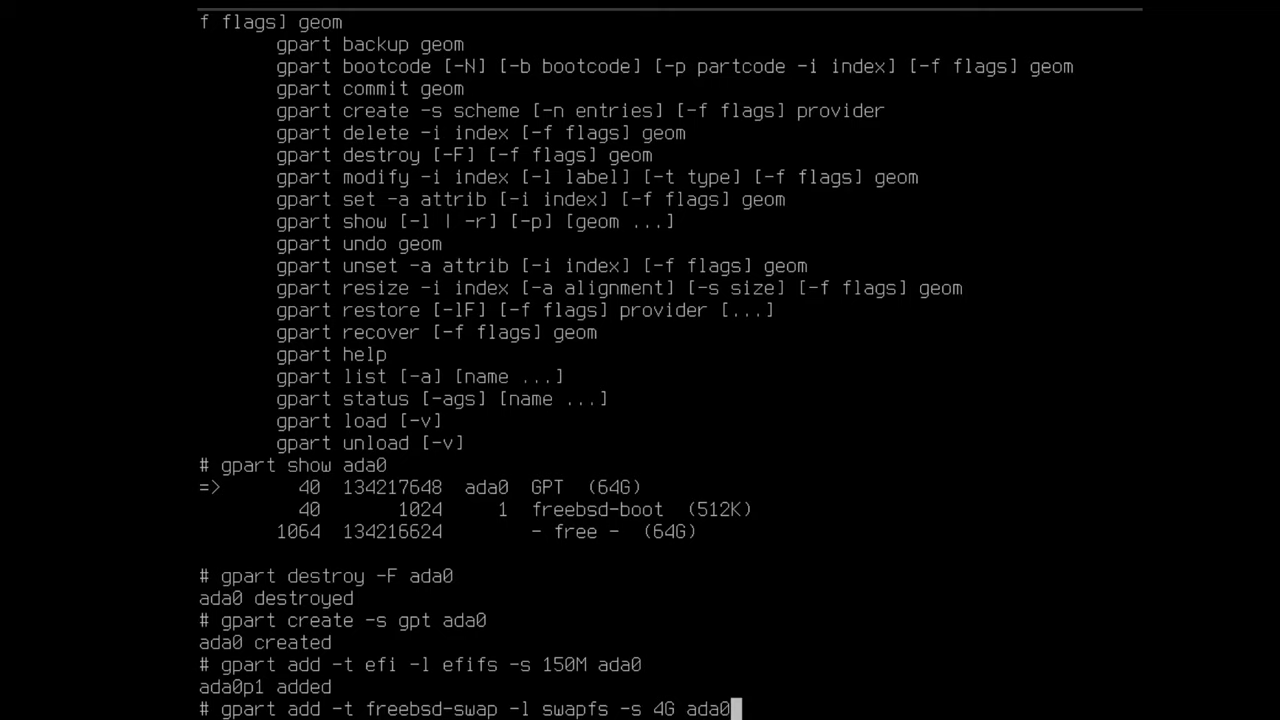 f flags] geom
gpart backup geom
gpart bootcode [-N] [-b bootcode] [-p partcode -i index] [-f flags] geom
gpart commit geom
gpart create -s scheme [-n entries] [-f flags] provider
gpart delete -i index [-f flags] geom
gpart destroy [-F] [-f flags] geom
gpart modify -i index [-l label] [-t type] [-f flags] geom
gpart set -a attrib [-i index] [-f flags] geom
gpart show [-l | -r] [-p] [geom ...]
gpart undo geom
gpart unset -a attrib [-i index] [-f flags] geom
gpart resize -i index [-a alignment] [-s size] [-f flags] geom
gpart restore [-lF] [-f flags] provider [...]
gpart recover [-f flags] geom
gpart help
gpart list [-a] [name ...]
gpart status [-ags] [name ...]
gpart load [-v]
gpart unload [-v]
# gpart show ada0
=> 40 134217648 ada0 GPT (64G)
40 1024 1 freebsd-boot (512K)
1064 134216624 - free - (64G)
# gpart destroy -F ada0
ada0 destroyed
# gpart create -s gpt ada0
ada0 created
# gpart add -t efi -l efifs -s 150M ada0
ada0p1 added
# gpart add -t freebsd-swap -l swapfs -s 4G ada0